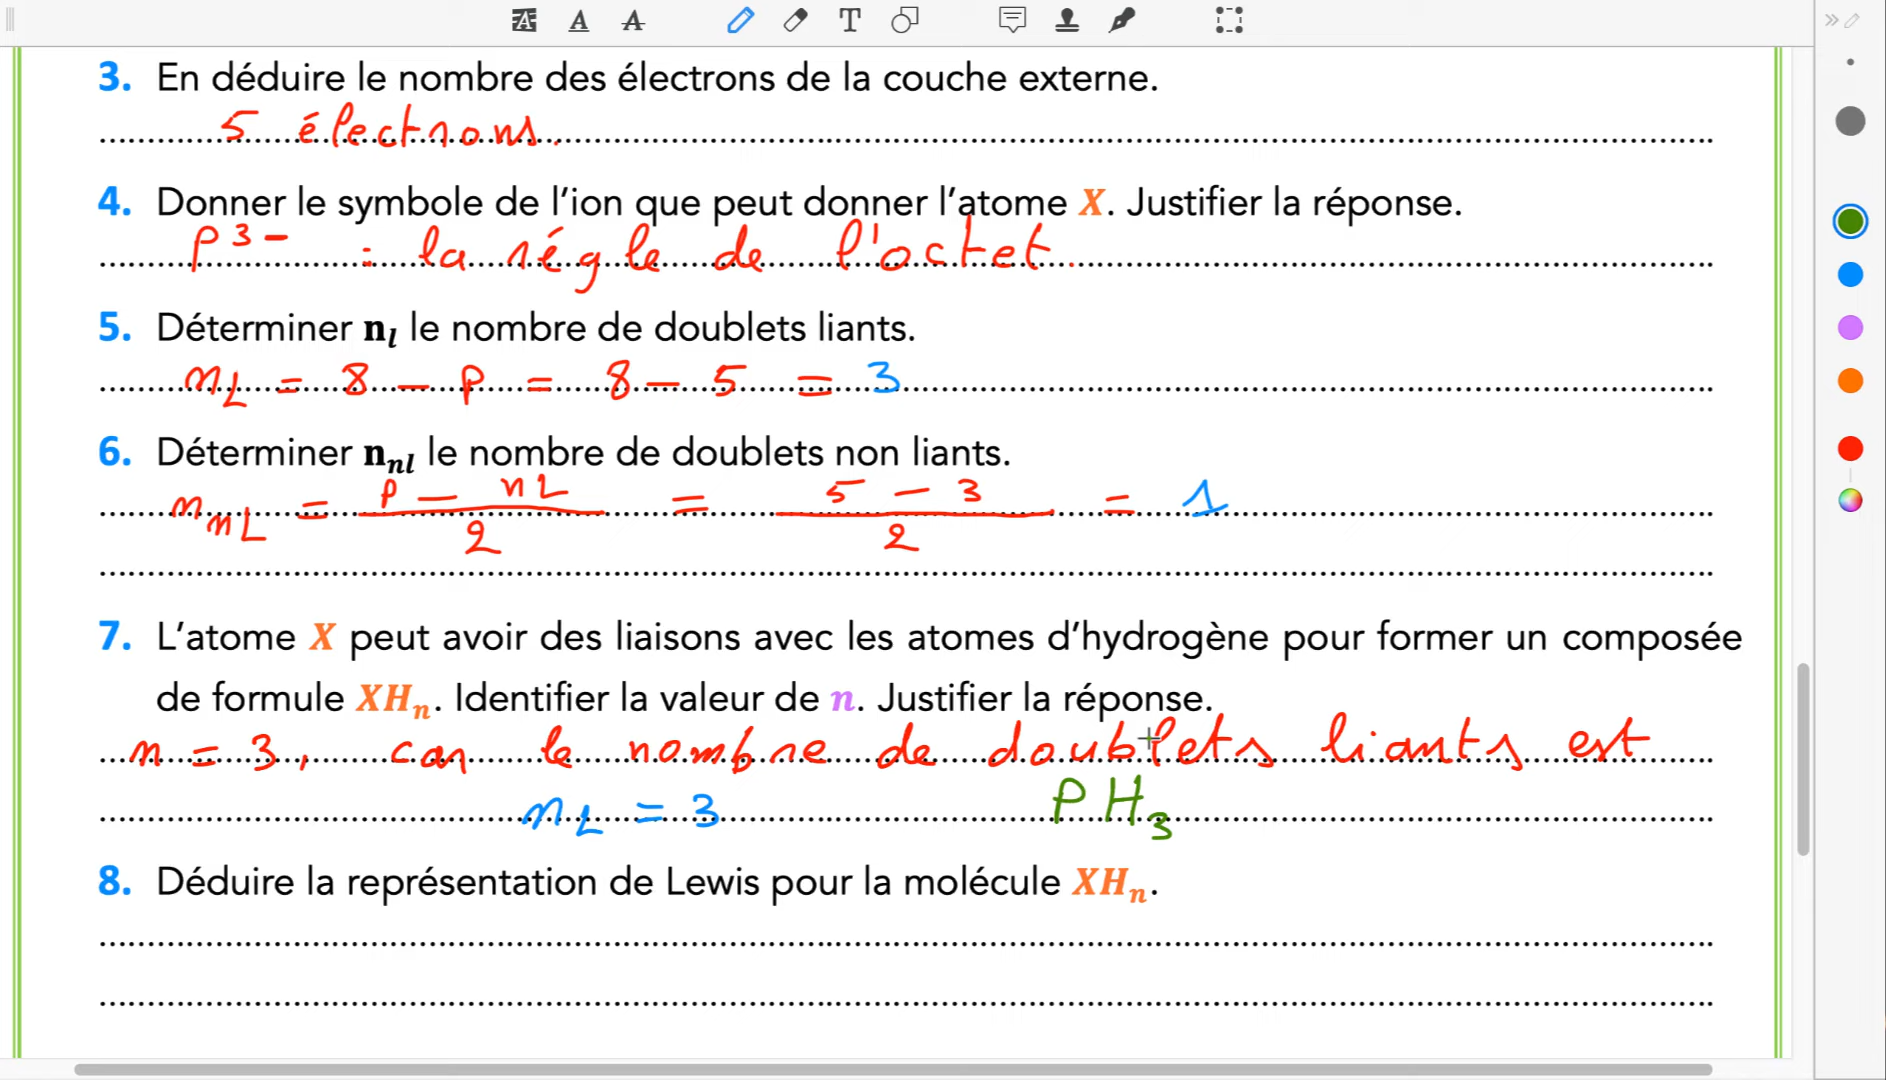 3. En déduire le nombre des électrons de la couche externe.
5 électrons.
4. Donner le symbole de l’ion que peut donner l’atome X. Justifier la réponse.
P³⁻ : la régle de l'octet.
5. Déterminer nₗ le nombre de doublets liants.
n_L = 8 - P = 8 - 5 = 3
6. Déterminer n_nl le nombre de doublets non liants.
n_nL = (P - nL)/2 = (5 - 3)/2 = 1
7. L’atome X peut avoir des liaisons avec les atomes d’hydrogène pour former un composée
de formule XHₙ. Identifier la valeur de n. Justifier la réponse.
n = 3, car le nombre de doublets liants est
n_L = 3 PH₃
8. Déduire la représentation de Lewis pour la molécule XHₙ.